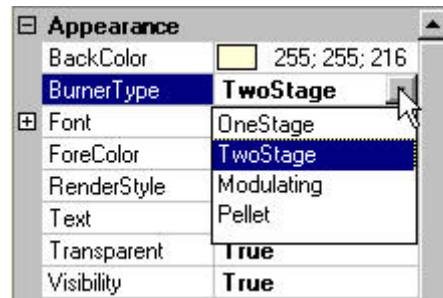 Appearance
BackColor 255; 255; 216
BurnerType TwoStage
Font OneStage
ForeColor TwoStage
RenderStyle Modulating
Text Pellet
Transparent True
Visibility True